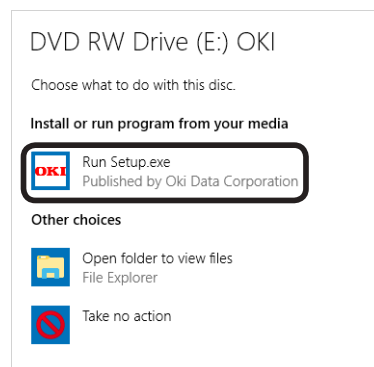 DVD RW Drive (E:) OKI
Choose what to do with this disc.
Install or run program from your media
OKI
Run Setup.exe
Published by Oki Data Corporation
Other choices
Open folder to view files
File Explorer
Take no action